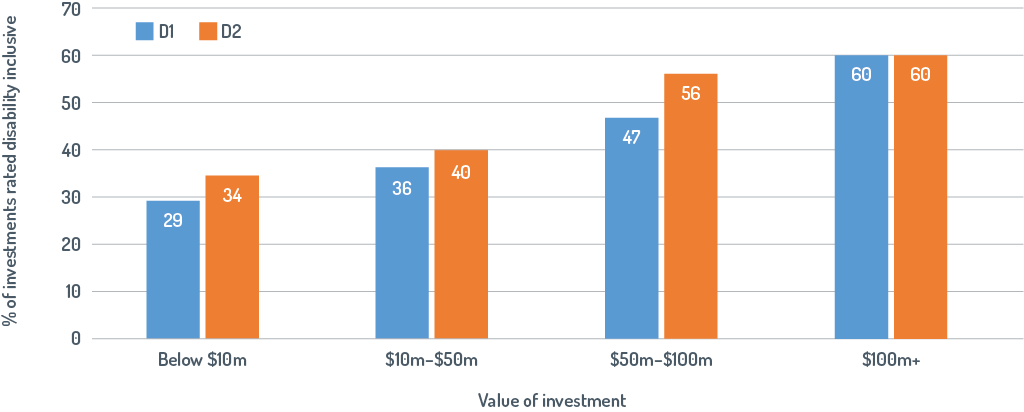 % of investments rated disability inclusive
70
60
50
40
30
20
10
0
D1 D2
29 34 36 40 47 56 60 60
Below $10m $10m–$50m $50m–$100m $100m+
Value of investment